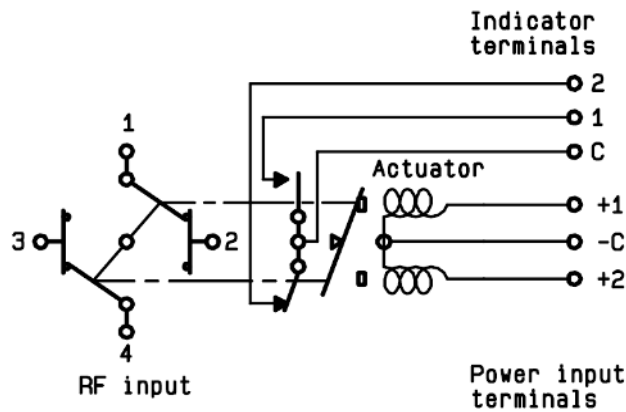 Indicator
terminals
2
1
C
1
Actuator
+1
3
2
-C
+2
4
RF input
Power input
terminals